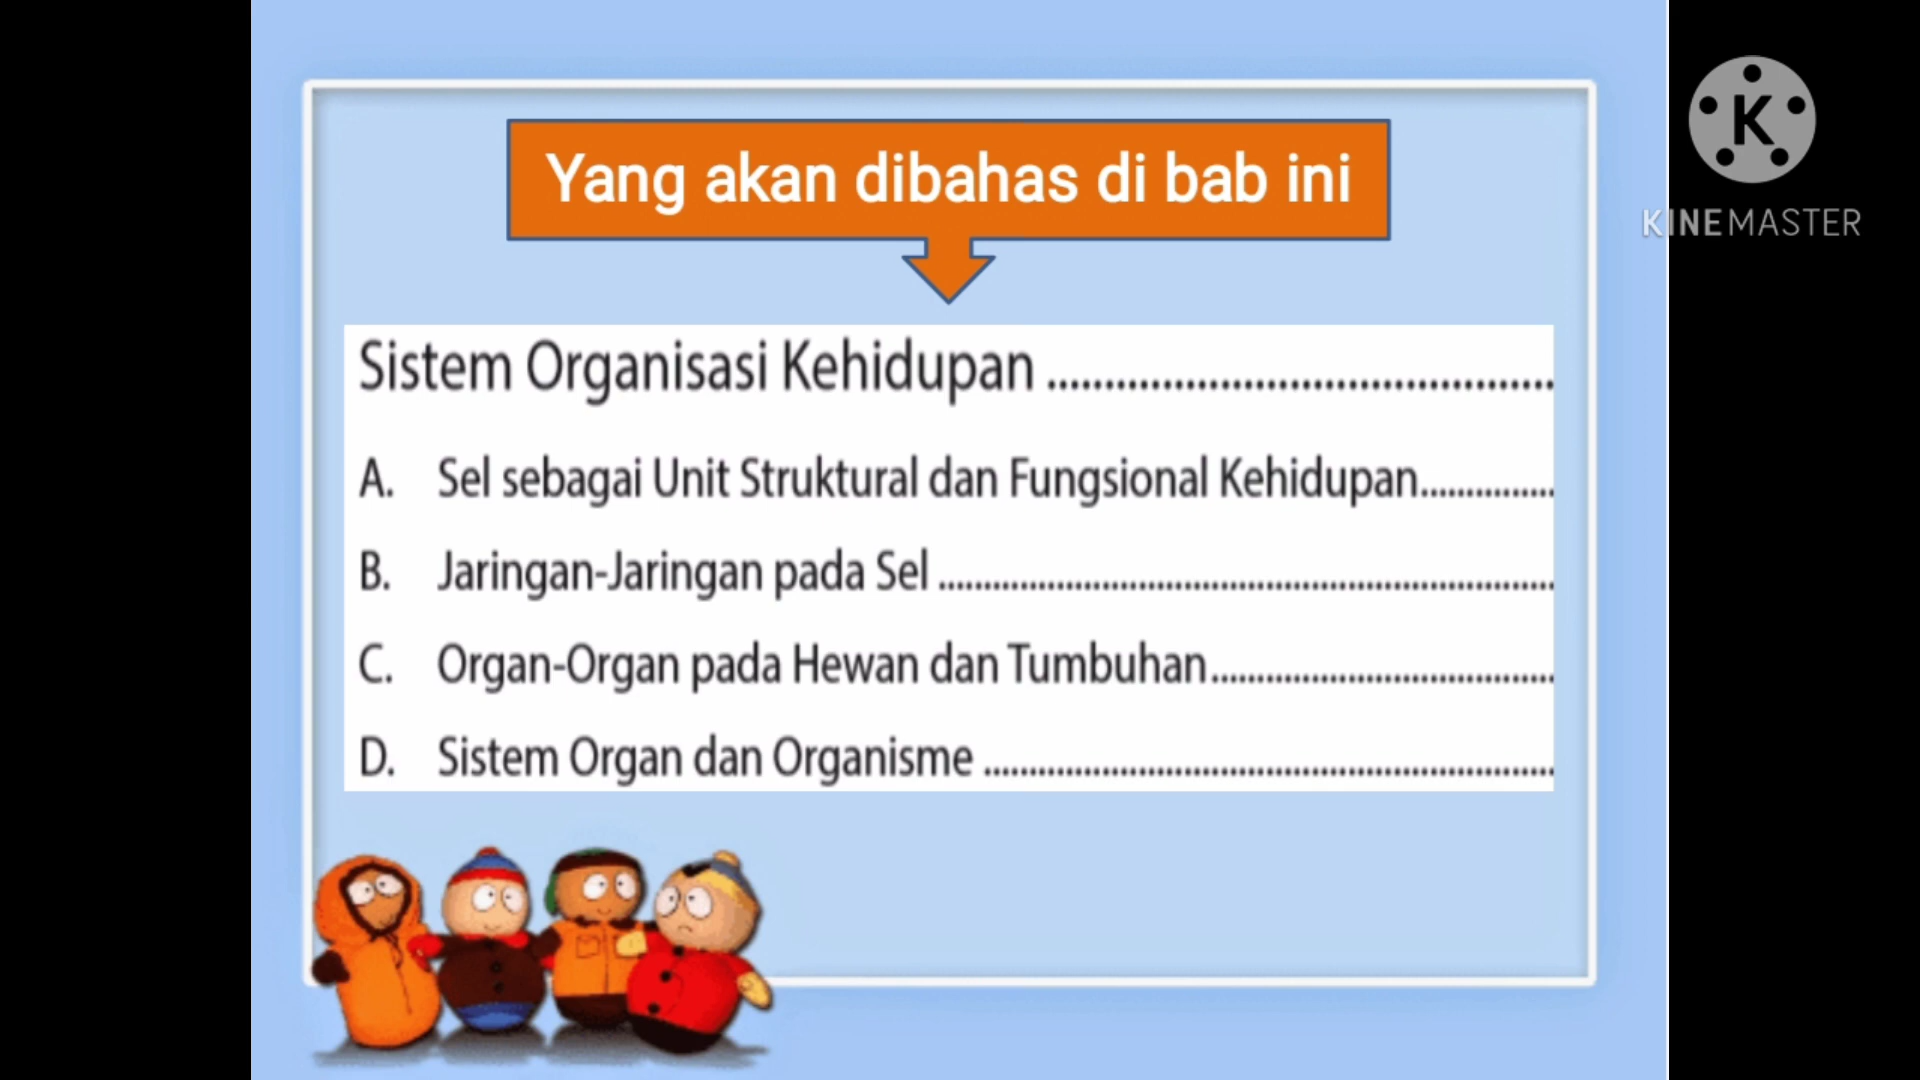 Yang akan dibahas di bab ini
K
KINEMASTER
Sistem Organisasi Kehidupan ............................................
A. Sel sebagai Unit Struktural dan Fungsional Kehidupan...............
B. Jaringan-Jaringan pada Sel ....................................................................
C. Organ-Organ pada Hewan dan Tumbuhan......................................
D. Sistem Organ dan Organisme ...............................................................